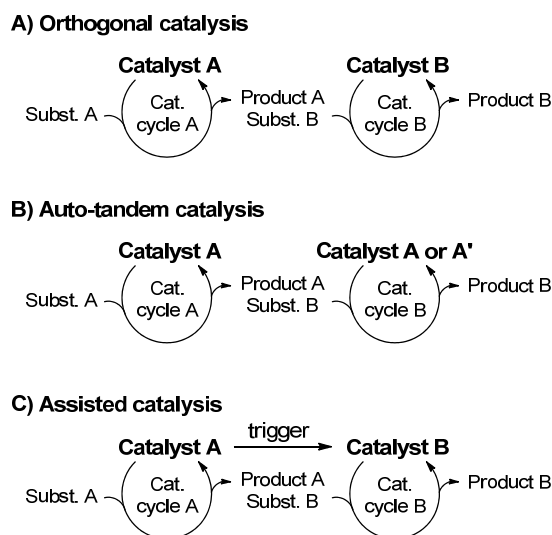 A) Orthogonal catalysis
Catalyst A
Catalyst B
Subst. A
Cat.
cycle A
Product A
Subst. B
Cat.
cycle B
Product B
B) Auto-tandem catalysis
Catalyst A
Catalyst A or A'
Subst. A
Cat.
cycle A
Product A
Subst. B
Cat.
cycle B
Product B
C) Assisted catalysis
Catalyst A
trigger
Catalyst B
Subst. A
Cat.
cycle A
Product A
Subst. B
Cat.
cycle B
Product B